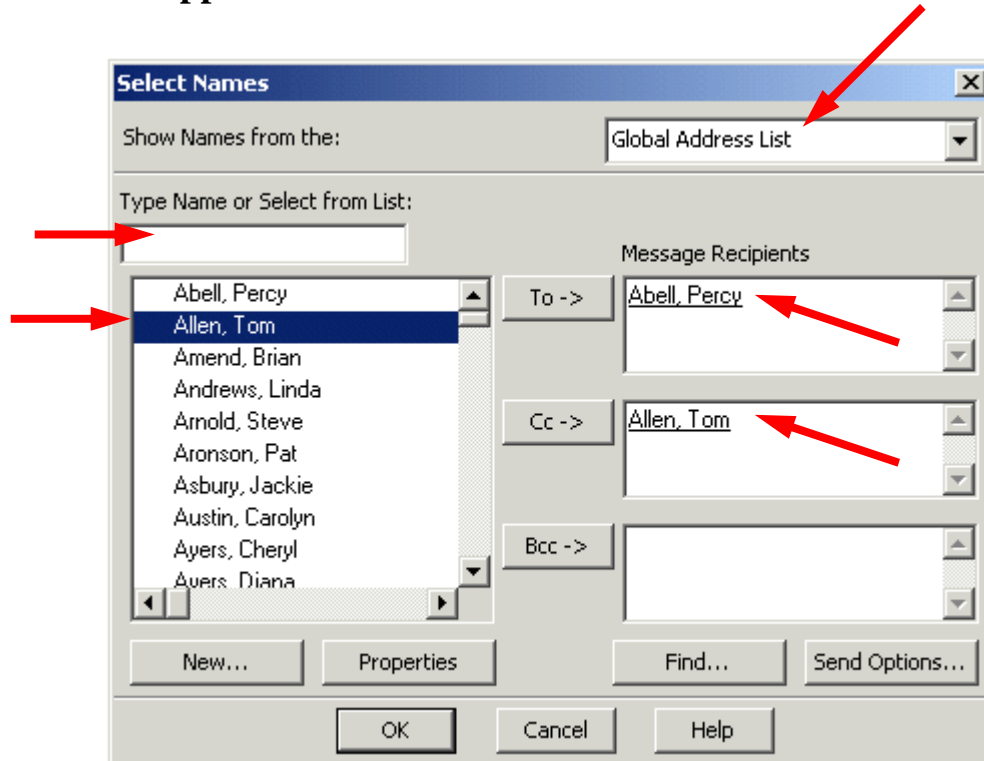 Select Names
Show Names from the:
Global Address List
Type Name or Select from List:
Message Recipients
Abell, Percy
Allen, Tom
Amend, Brian
Andrews, Linda
Arnold, Steve
Aronson, Pat
Asbury, Jackie
Austin, Carolyn
Ayers, Cheryl
Ayers, Diana
To ->
Abell, Percy
Cc ->
Allen, Tom
Bcc ->
New...
Properties
Find...
Send Options...
OK
Cancel
Help